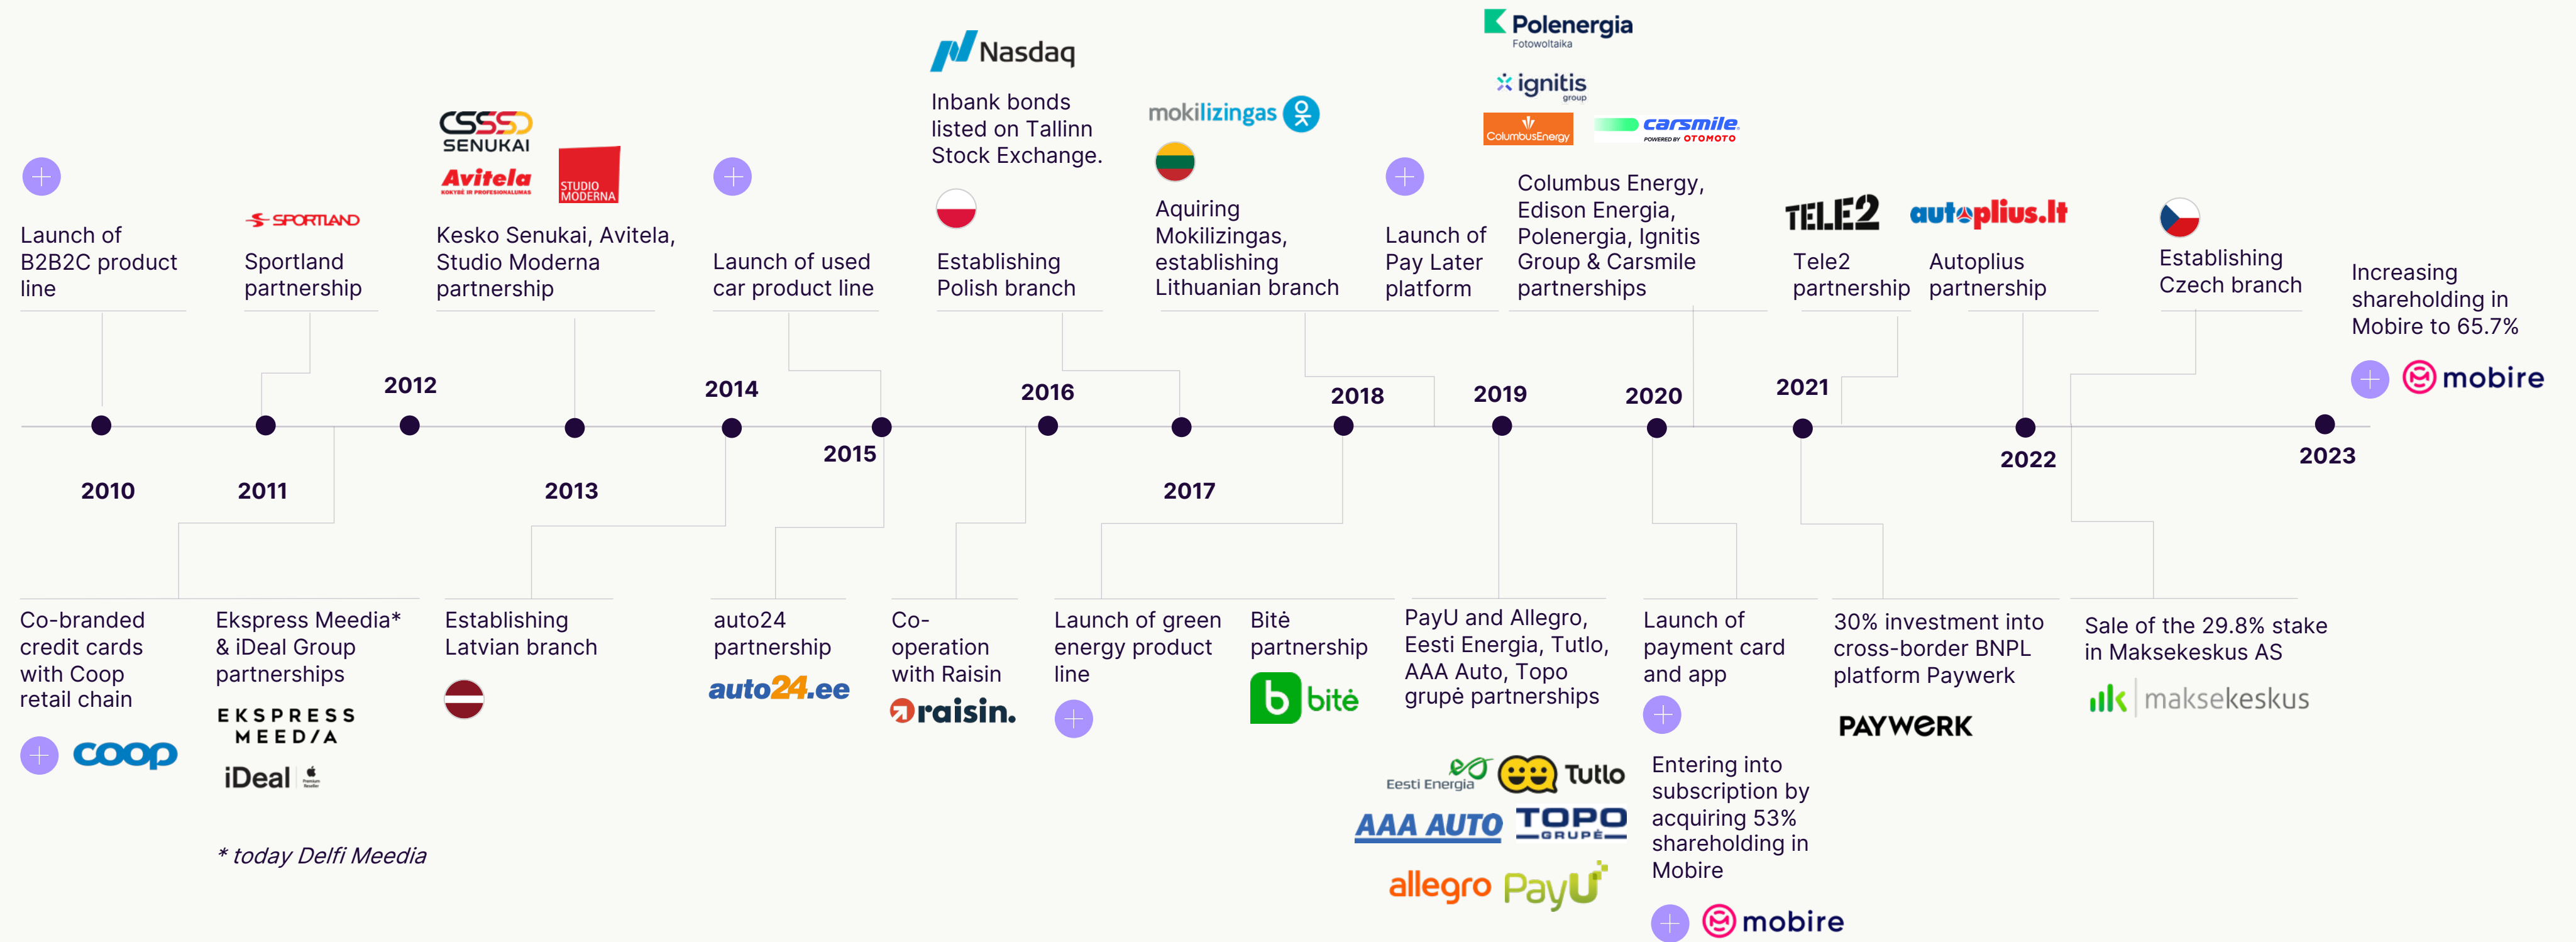 Launch of
B2B2C product
line
SPORTLAND
Sportland
partnership
CSSSD
SENUKAI
Avitela
KOKYBĖ IR PROFESIONALUMAS
STUDIO
MODERNA
Kesko Senukai, Avitela,
Studio Moderna
partnership
Launch of used
car product line
Nasdaq
Inbank bonds
listed on Tallinn
Stock Exchange.
Establishing
Polish branch
mokilizingas
Aquiring
Mokilizingas,
establishing
Lithuanian branch
Launch of
Pay Later
platform
Polenergia
Fotowoltaika
ignitis
group
ColumbusEnergy
carsmile
POWERED BY OTOMOTO
Columbus Energy,
Edison Energia,
Polenergia, Ignitis
Group & Carsmile
partnerships
TELE2
Tele2
partnership
autoplius.lt
Autoplius
partnership
Establishing
Czech branch
Increasing
shareholding in
Mobire to 65.7%
mobire
2010
2011
2012
2013
2014
2015
2016
2017
2018
2019
2020
2021
2022
2023
Co-branded
credit cards
with Coop
retail chain
coop
Ekspress Meedia*
& iDeal Group
partnerships
EKSPRESS
MEED/A
iDeal
Premium
Reseller
* today Delfi Meedia
Establishing
Latvian branch
auto24
partnership
auto24.ee
Co-
operation
with Raisin
raisin.
Launch of green
energy product
line
Bitė
partnership
b bitė
PayU and Allegro,
Eesti Energia, Tutlo,
AAA Auto, Topo
grupė partnerships
Eesti Energia
Tutlo
AAA AUTO
TOPO
GRUPĖ
allegro
PayU
Launch of
payment card
and app
Entering into
subscription by
acquiring 53%
shareholding in
Mobire
mobire
30% investment into
cross-border BNPL
platform Paywerk
PAYWERK
Sale of the 29.8% stake
in Maksekeskus AS
maksekeskus